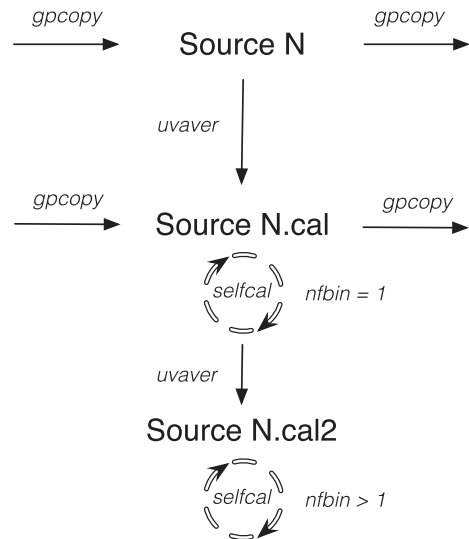 gpcopy
gpcopy
Source N
uvaver
gpcopy
gpcopy
Source N.cal
selfcal
nfbin = 1
uvaver
Source N.cal2
selfcal
nfbin > 1